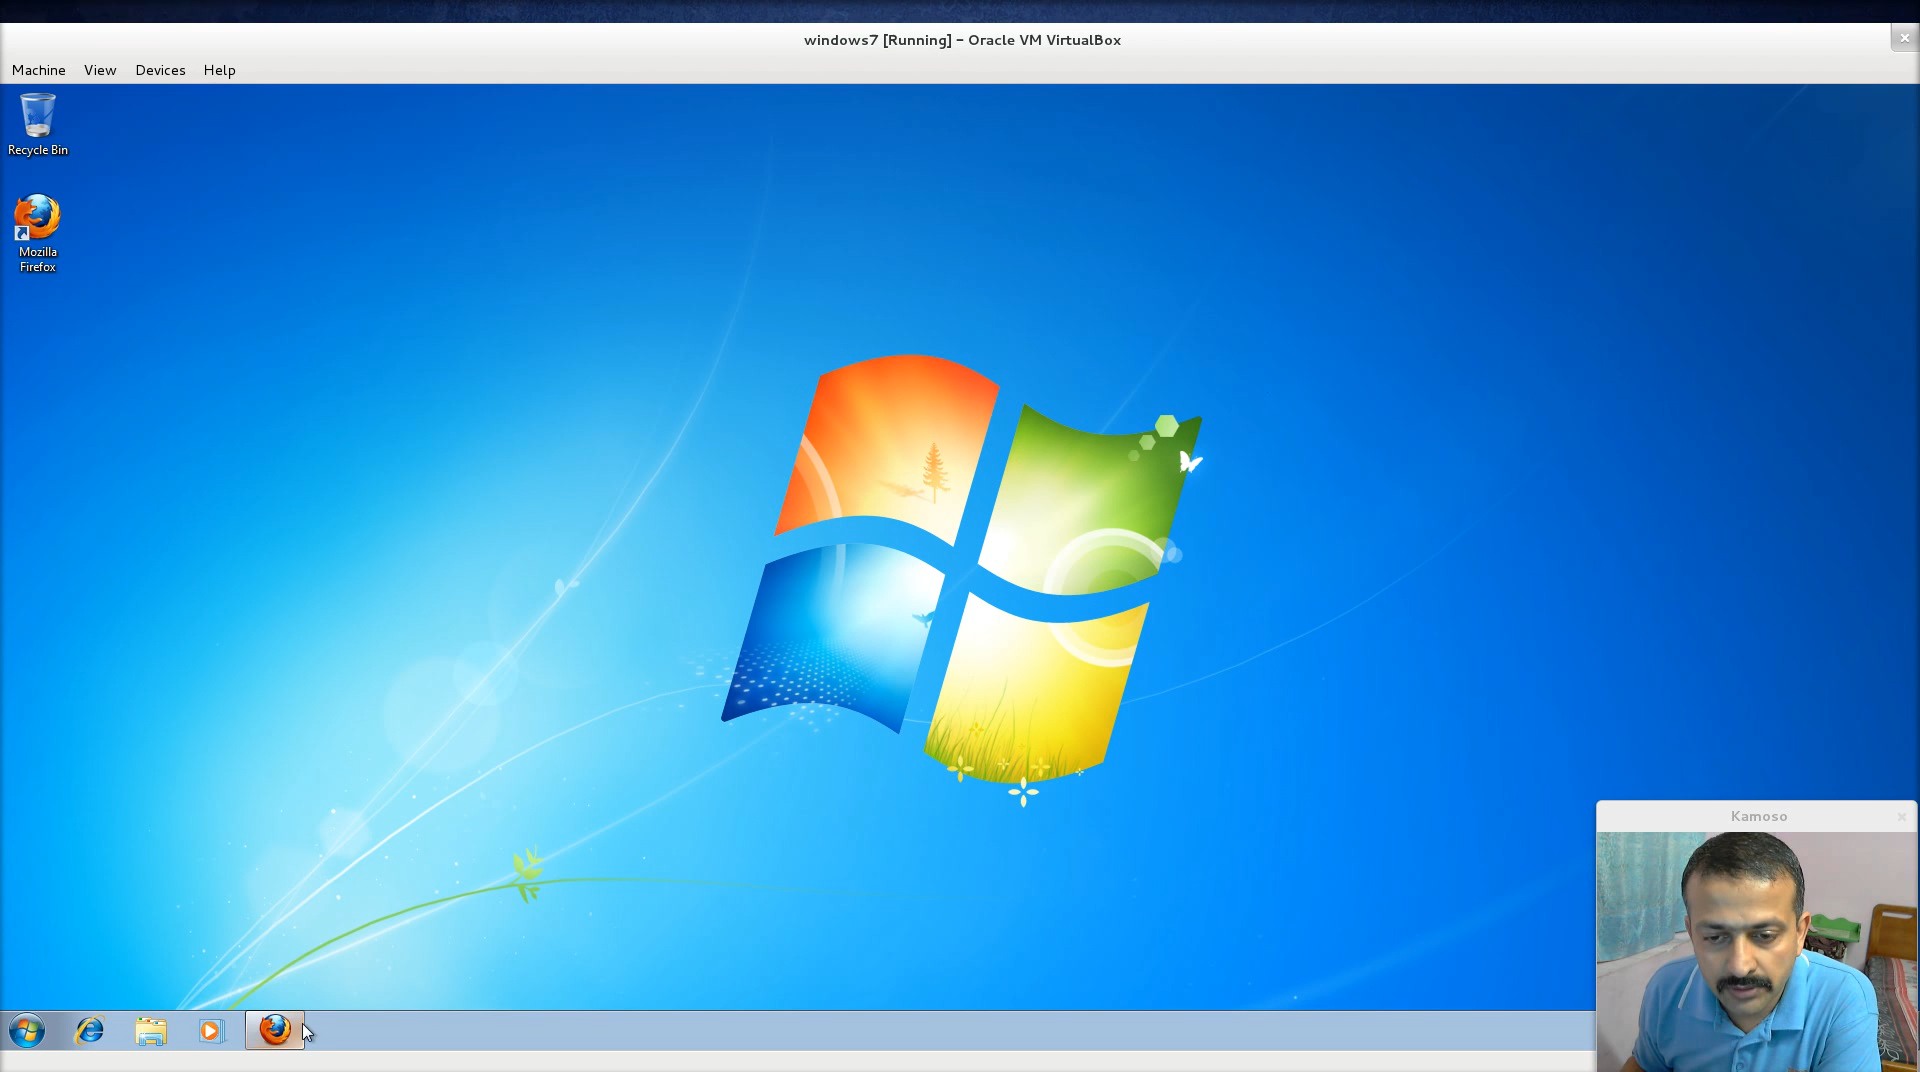 windows7 [Running] - Oracle VM VirtualBox
Machine View Devices Help
Recycle Bin
Mozilla
Firefox
Kamoso